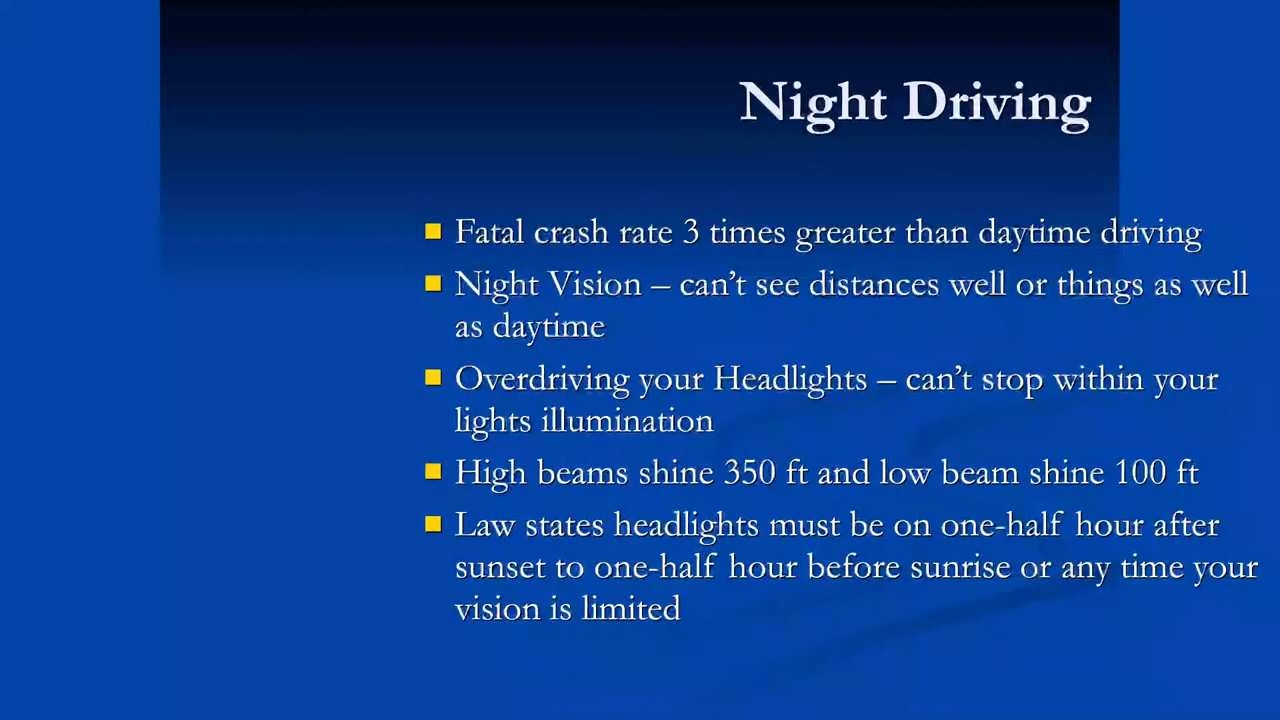 Night Driving
Fatal crash rate 3 times greater than daytime driving
Night Vision – can’t see distances well or things as well
as daytime
Overdriving your Headlights – can’t stop within your
lights illumination
High beams shine 350 ft and low beam shine 100 ft
Law states headlights must be on one-half hour after
sunset to one-half hour before sunrise or any time your
vision is limited